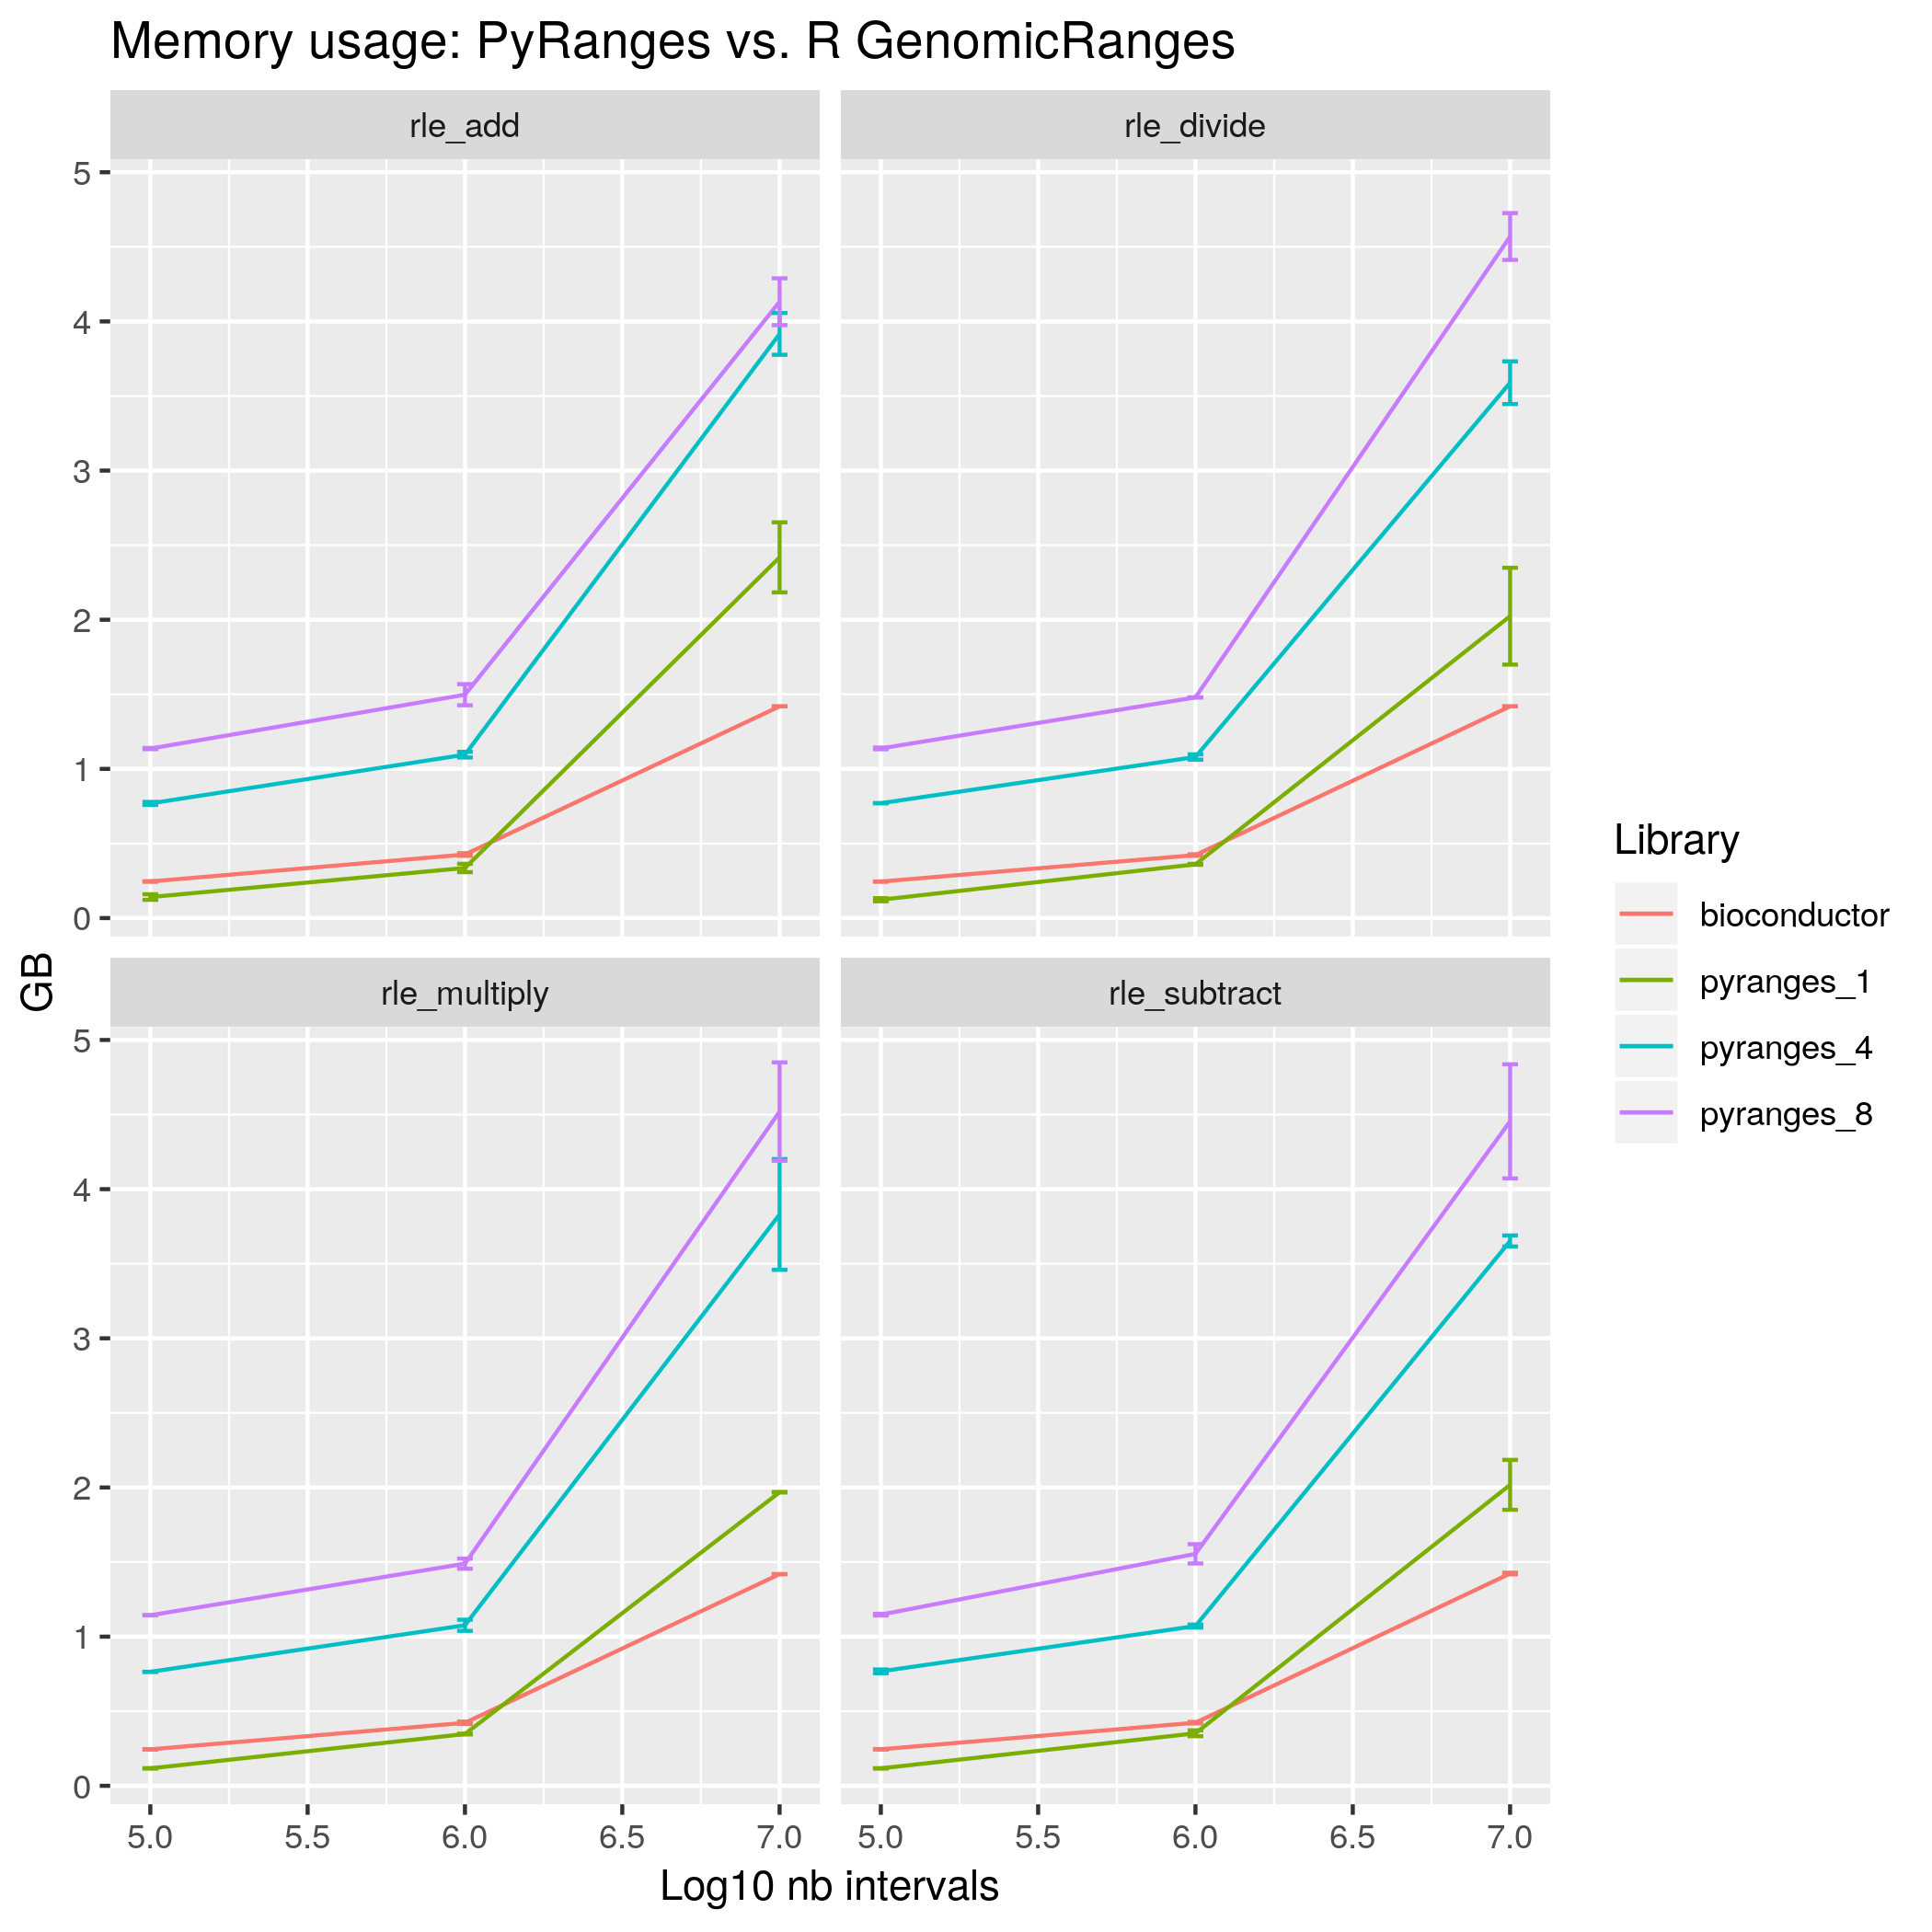 Memory usage: PyRanges vs. R GenomicRanges
rle_add
rle_divide
5
4
3
2
1
0
GB
rle_multiply
rle_subtract
5
4
3
2
1
0
5.0 5.5 6.0 6.5 7.0
5.0 5.5 6.0 6.5 7.0
Log10 nb intervals
Library
bioconductor
pyranges_1
pyranges_4
pyranges_8